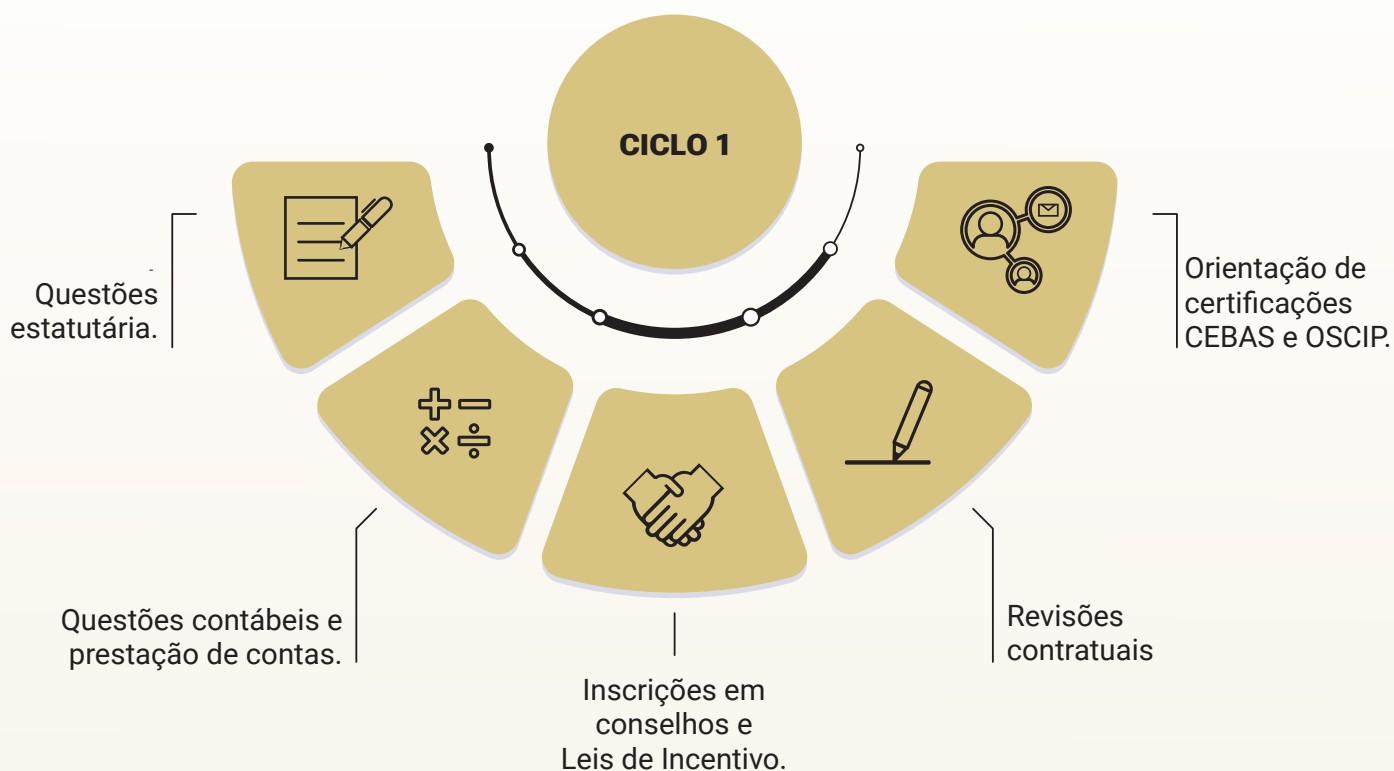 CICLO 1
Questões
estatutária.
Questões contábeis e
prestação de contas.
Inscrições em
conselhos e
Leis de Incentivo.
Revisões
contratuais
Orientação de
certificações
CEBAS e OSCIP.